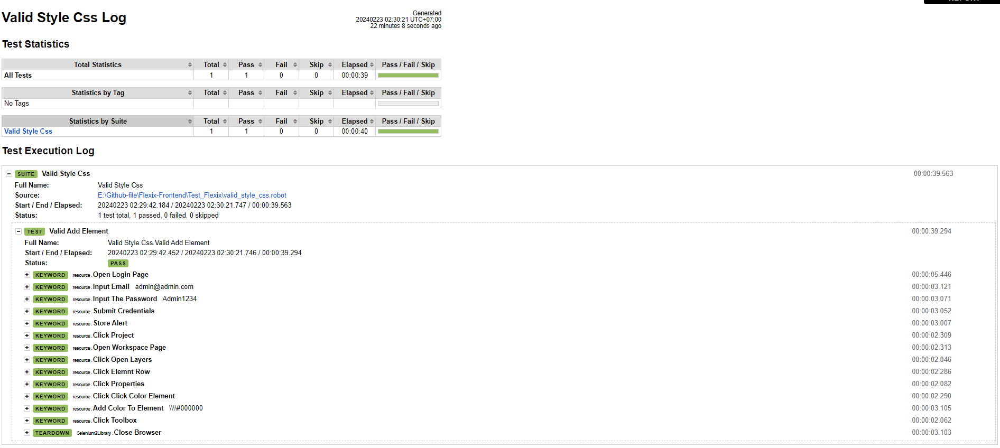 Valid Style Css Log
Generated
20240223 02:30:21 UTC+07:00
22 minutes 8 seconds ago
Test Statistics
Total Statistics Total Pass Fail Skip Elapsed Pass / Fail / Skip
All Tests 1 1 0 0 00:00:39
Statistics by Tag Total Pass Fail Skip Elapsed Pass / Fail / Skip
No Tags
Statistics by Suite Total Pass Fail Skip Elapsed Pass / Fail / Skip
Valid Style Css 1 1 0 0 00:00:40
Test Execution Log
SUITE Valid Style Css 00:00:39.563
Full Name: Valid Style Css
Source: E:\Github-file\Flexix-Frontend\Test_Flexix\valid_style_css.robot
Start / End / Elapsed: 20240223 02:29:42.184 / 20240223 02:30:21.747 / 00:00:39.563
Status: 1 test total, 1 passed, 0 failed, 0 skipped
TEST Valid Add Element 00:00:39.294
Full Name: Valid Style Css.Valid Add Element
Start / End / Elapsed: 20240223 02:29:42.452 / 20240223 02:30:21.746 / 00:00:39.294
Status: PASS
KEYWORD resource.Open Login Page 00:00:05.446
KEYWORD resource.Input Email admin@admin.com 00:00:03.121
KEYWORD resource.Input The Password Admin1234 00:00:03.071
KEYWORD resource.Submit Credentials 00:00:03.052
KEYWORD resource.Store Alert 00:00:03.007
KEYWORD resource.Click Project 00:00:02.309
KEYWORD resource.Open Workspace Page 00:00:02.313
KEYWORD resource.Click Open Layers 00:00:02.046
KEYWORD resource.Click Elemnt Row 00:00:02.286
KEYWORD resource.Click Properties 00:00:02.082
KEYWORD resource.Click Click Color Element 00:00:02.290
KEYWORD resource.Add Color To Element \\\\#000000 00:00:03.105
KEYWORD resource.Click Toolbox 00:00:02.062
TEARDOWN Selenium2Library.Close Browser 00:00:03.103